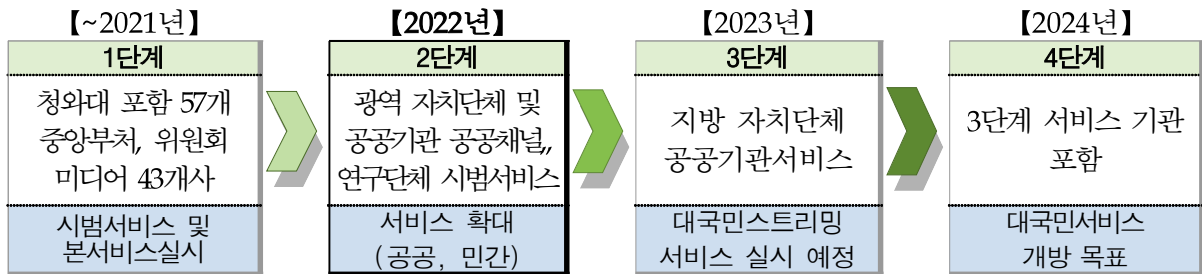 【~2021년】
1단계
청와대 포함 57개
중앙부처, 위원회
미디어 43개사
시범서비스 및
본서비스실시
【2022년】
2단계
광역 자치단체 및
공공기관 공공채널,,
연구단체 시범서비스
서비스 확대
(공공, 민간)
【2023년】
3단계
지방 자치단체
공공기관서비스
대국민스트리밍
서비스 실시 예정
【2024년】
4단계
3단계 서비스 기관
포함
대국민서비스
개방 목표